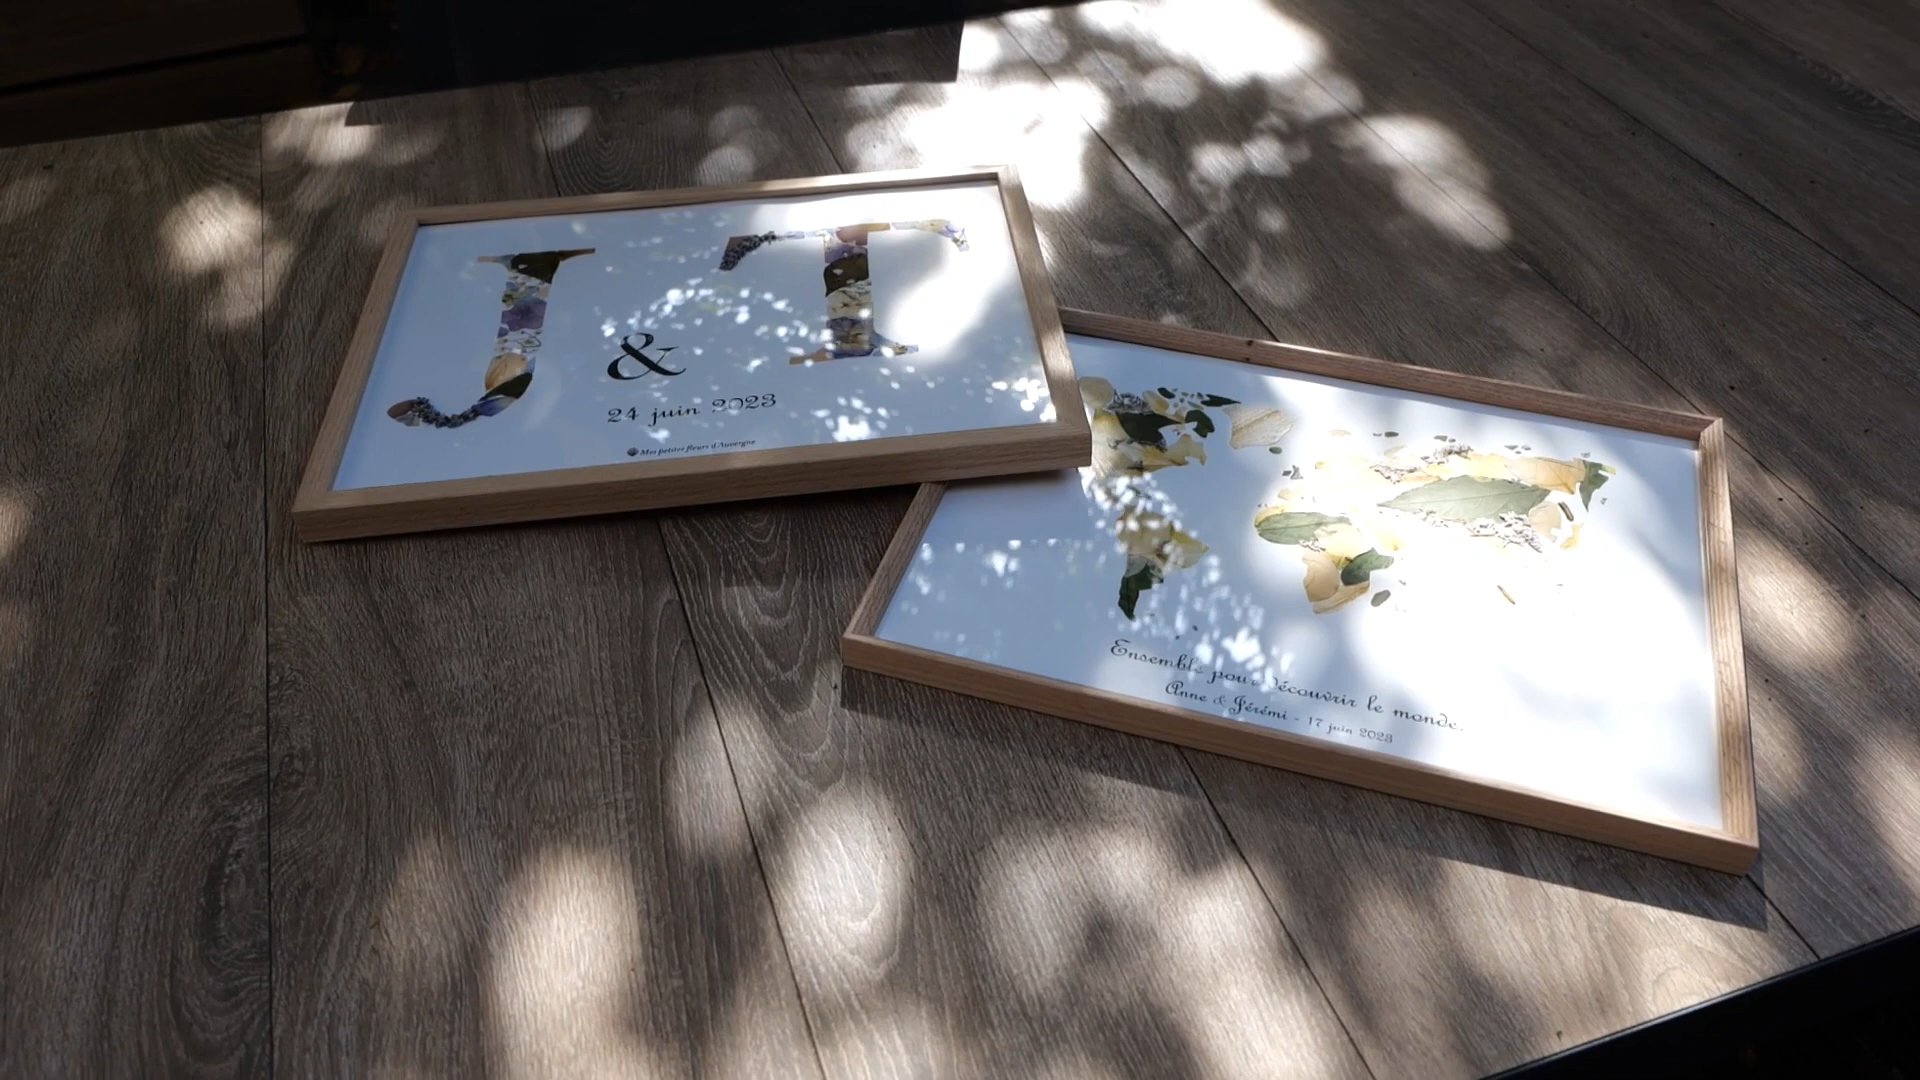 J & T
24 juin 2023
Mes petites fleurs d'Auvergne
Ensemble pour découvrir le monde.
Anne & Jérémi - 17 juin 2023